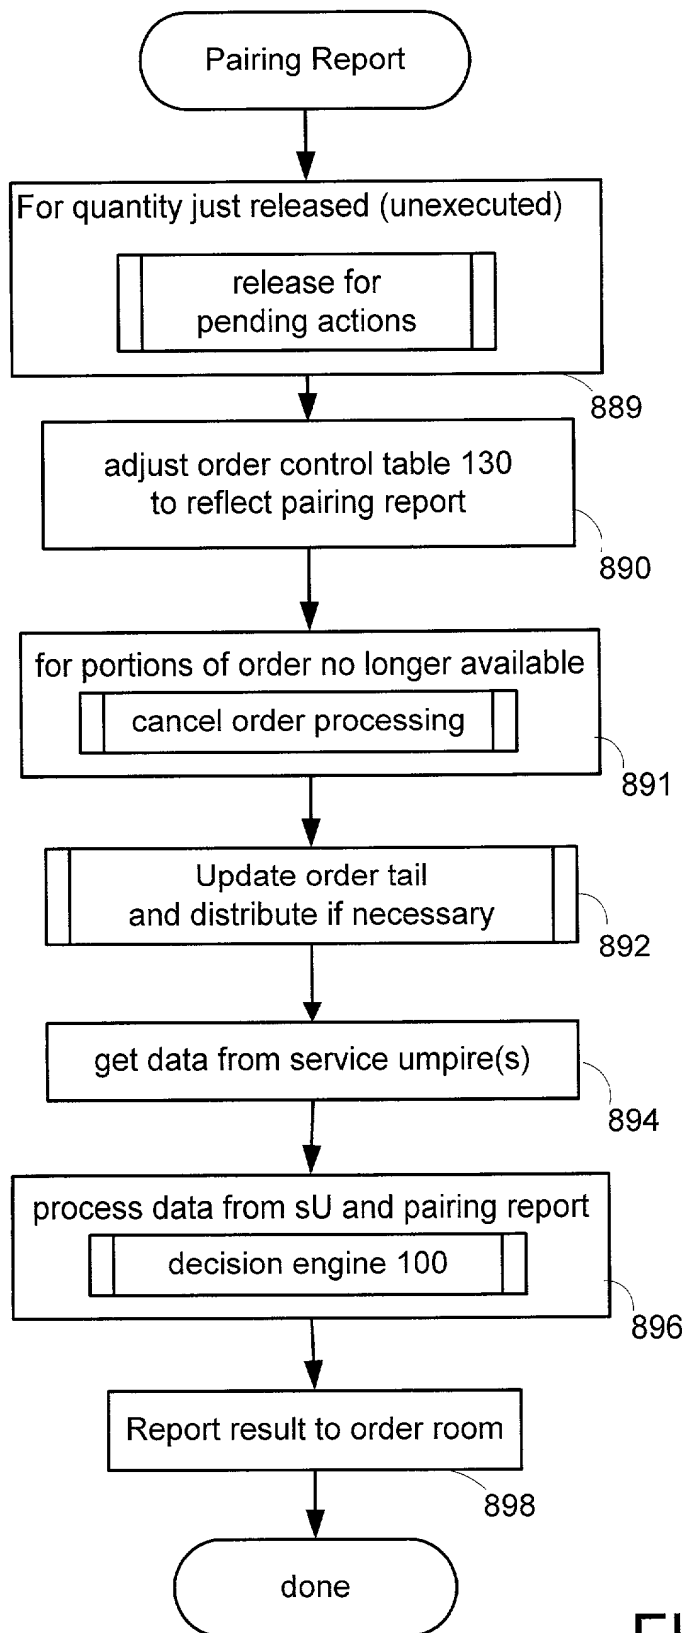 Pairing Report
For quantity just released (unexecuted)
release for
pending actions
889
adjust order control table 130
to reflect pairing report
890
for portions of order no longer available
cancel order processing
891
Update order tail
and distribute if necessary
892
get data from service umpire(s)
894
process data from sU and pairing report
decision engine 100
896
Report result to order room
898
done